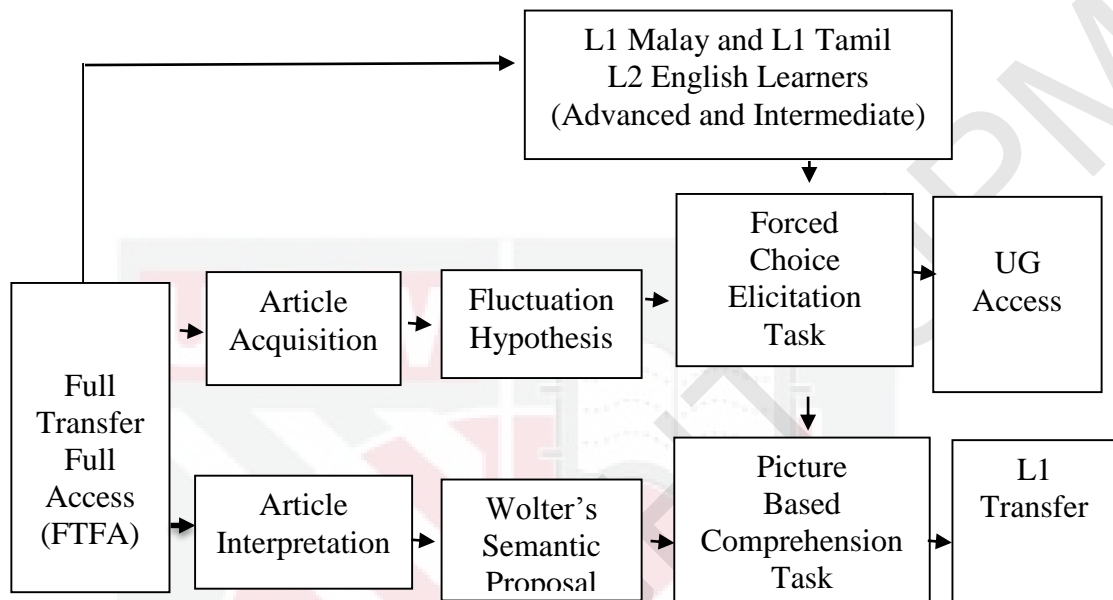 L1 Malay and L1 Tamil
L2 English Learners
(Advanced and Intermediate)
Forced
Choice
Elicitation
Task
UG
Access
Article
Acquisition
Fluctuation
Hypothesis
Full
Transfer
Full
Access
(FTFA)
Article
Interpretation
Wolter’s
Semantic
Proposal
Picture
Based
Comprehension
Task
L1
Transfer